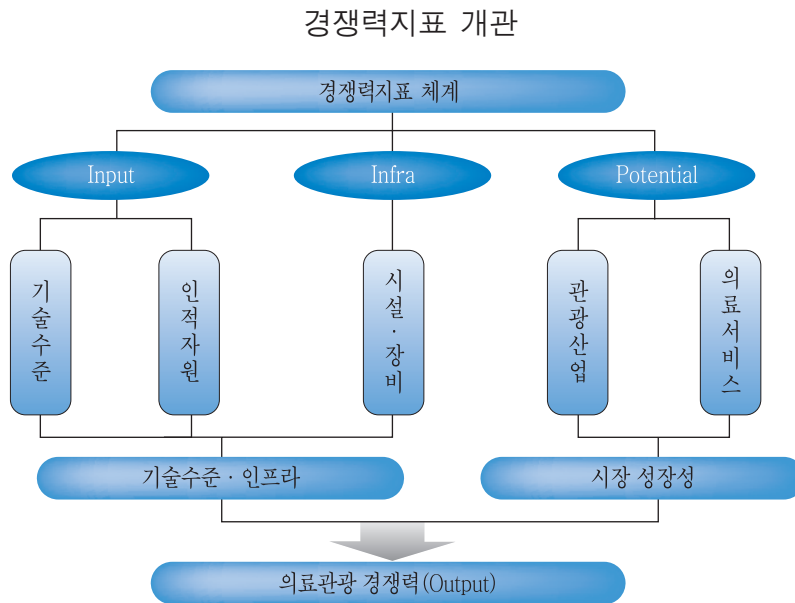 경쟁력지표 개관
경쟁력지표 체계
Input
Infra
Potential
기술수준
인적자원
시설·장비
관광산업
의료서비스
기술수준 · 인프라
시장 성장성
의료관광 경쟁력(Output)